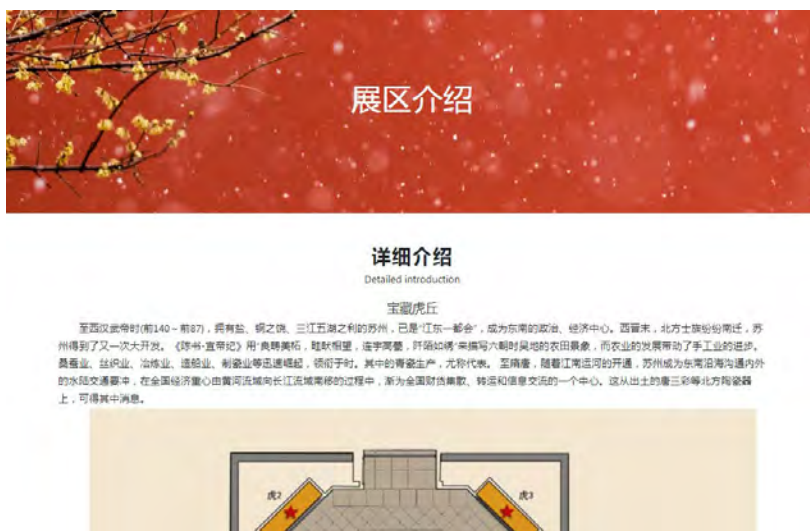 展区介绍
详细介绍
Detailed introduction
宝藏虎丘
至西汉武帝时(前140－前87)，拥有盐、铜之饶、三江五湖之利的苏州，已是“江东一都会”，成为东南的政治、经济中心。西晋末，北方士族纷纷南迁，苏
州得到了又一次大开发。《陈书·宣帝纪》用“良畴美柘，畦畎相望，连宇高甍，阡陌如绣”来描写六朝时吴地的农田景象，而农业的发展带动了手工业的进步。
桑蚕业、丝织业、冶炼业、造船业、制瓷业等迅速崛起，领衔于时。其中的青瓷生产，尤称代表。 至隋唐，随着江南运河的开通，苏州成为东南沿海沟通内外
的水陆交通要冲，在全国经济重心由黄河流域向长江流域南移的过程中，渐为全国财货集散、转运和信息交流的一个中心。这从出土的唐三彩等北方陶瓷器
上，可得其中消息。
虎2
虎3